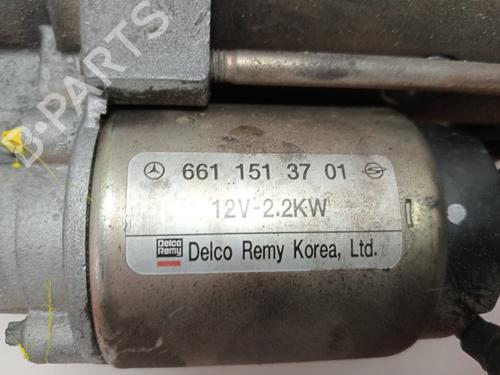 B-PARTS
661 151 37 01
12V-2.2KW
Delco Remy
Delco Remy Korea, Ltd.